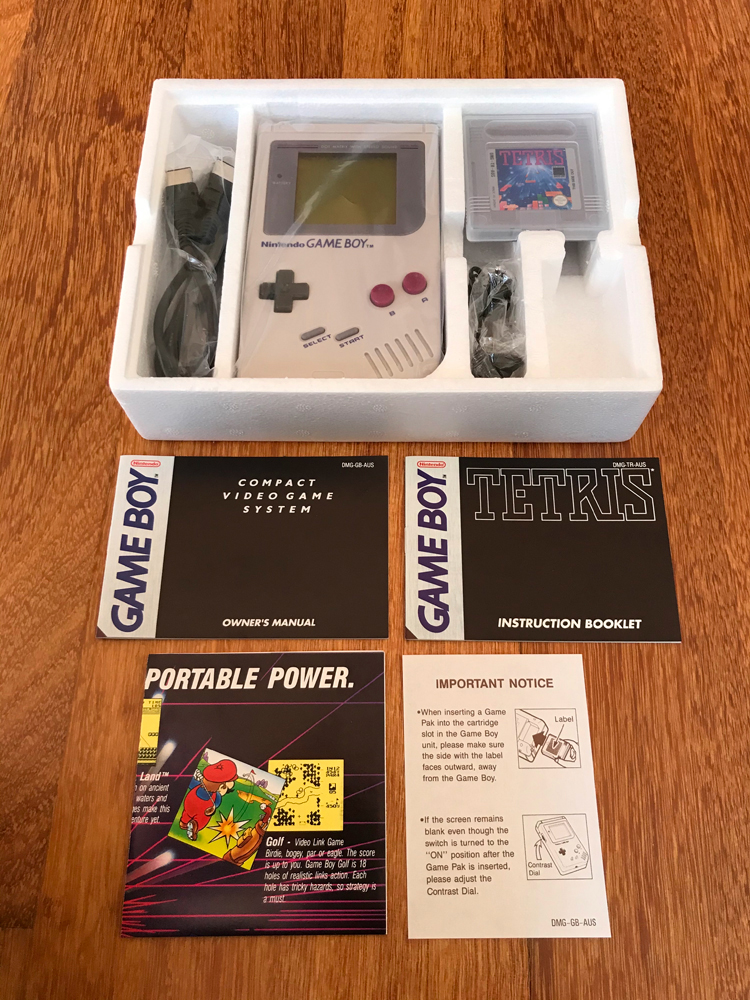 TETRIS
Nintendo GAME BOY™
B A
SELECT START
Nintendo
GAME BOY™
DMG-GB-AUS
COMPACT
VIDEO GAME
SYSTEM
OWNER'S MANUAL
Nintendo
GAME BOY™
DMG-TR-AUS
TETRIS™
INSTRUCTION BOOKLET
PORTABLE POWER.
Land™
on ancient
waters and
make this
enture yet.
Golf - Video Link Game
Birdie, bogey, par or eagle. The score
is up to you. Game Boy Golf is 18
holes of realistic links action. Each
hole has tricky hazards, so strategy is
a must.
IMPORTANT NOTICE
•When inserting a Game
Pak into the cartridge
slot in the Game Boy
unit, please make sure
the side with the label
faces outward, away
from the Game Boy.
Label
•If the screen remains
blank even though the
switch is turned to the
"ON" position after the
Game Pak is inserted,
please adjust the
Contrast Dial.
Contrast
Dial
DMG-GB-AUS